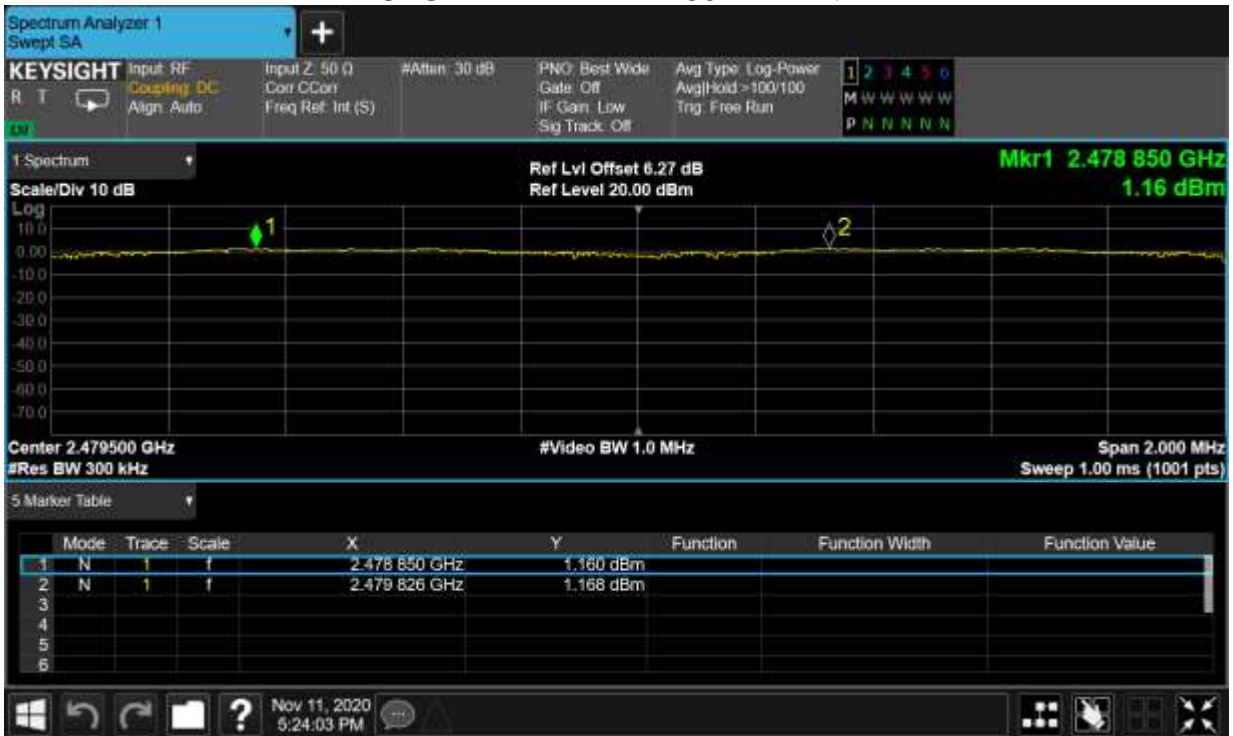 Spectrum Analyzer 1
Swept SA
+
KEYSIGHT Input: RF Input Z: 50 Ω #Atten: 30 dB PNO: Best Wide Avg Type: Log-Power 1 2 3 4 5 6
R T Coupling: DC Corr CCorr Gate: Off Avg|Hold:>100/100 M W W W W W
Align: Auto Freq Ref: Int (S) IF Gain: Low Trig: Free Run
Sig Track: Off P N N N N N
1 Spectrum Ref Lvl Offset 6.27 dB Mkr1 2.478 850 GHz
Scale/Div 10 dB Ref Level 20.00 dBm 1.16 dBm
Log
10.0
1 2
0.00
-10.0
-20.0
-30.0
-40.0
-50.0
-60.0
-70.0
Center 2.479500 GHz #Video BW 1.0 MHz Span 2.000 MHz
#Res BW 300 kHz Sweep 1.00 ms (1001 pts)
5 Marker Table
Mode Trace Scale X Y Function Function Width Function Value
1 N 1 f 2.478 850 GHz 1.160 dBm
2 N 1 f 2.479 826 GHz 1.168 dBm
3
4
5
6
? Nov 11, 2020
5:24:03 PM